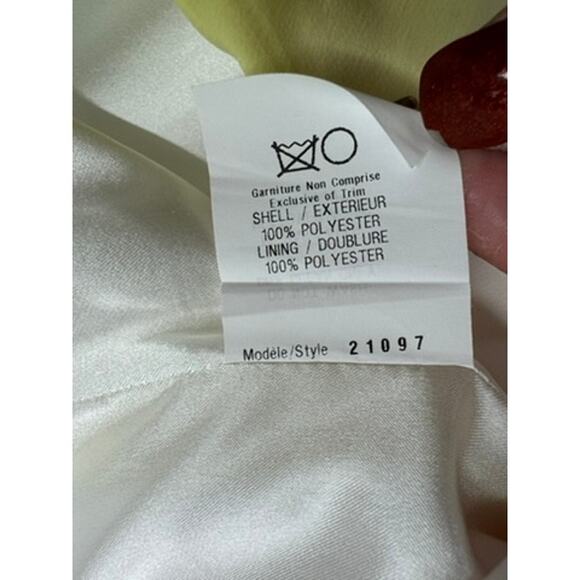 Garniture Non Comprise
Exclusive of Trim
SHELL / EXTERIEUR
100% POLYESTER
LINING / DOUBLURE
100% POLYESTER
Modèle/Style 21097